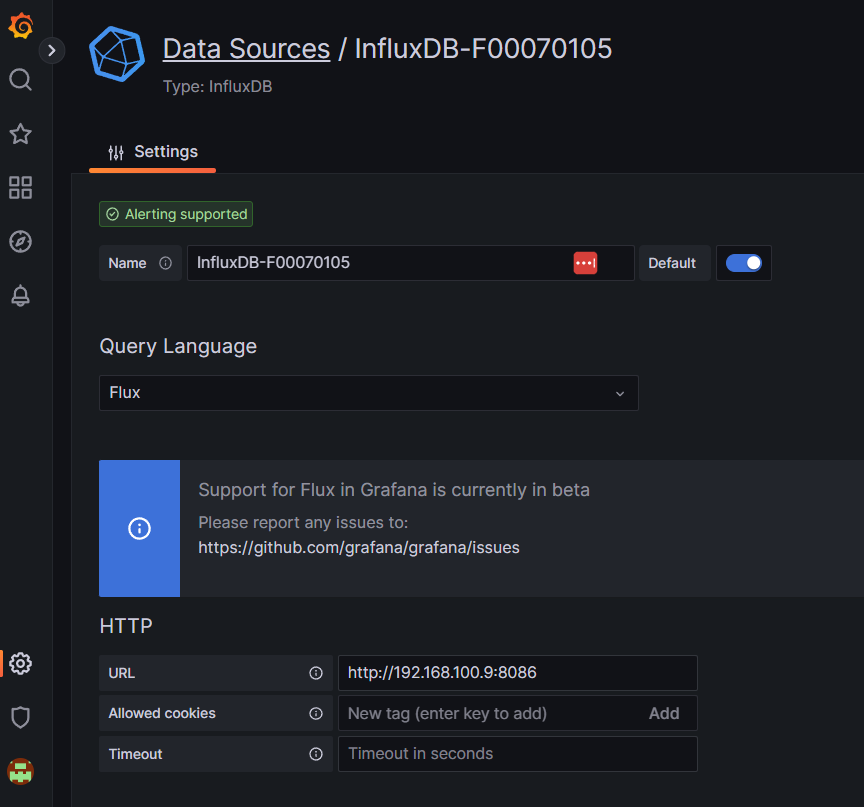 Data Sources / InfluxDB-F00070105
Type: InfluxDB
Settings
Alerting supported
Name InfluxDB-F00070105 Default
Query Language
Flux
Support for Flux in Grafana is currently in beta
Please report any issues to:
https://github.com/grafana/grafana/issues
HTTP
URL http://192.168.100.9:8086
Allowed cookies New tag (enter key to add) Add
Timeout Timeout in seconds